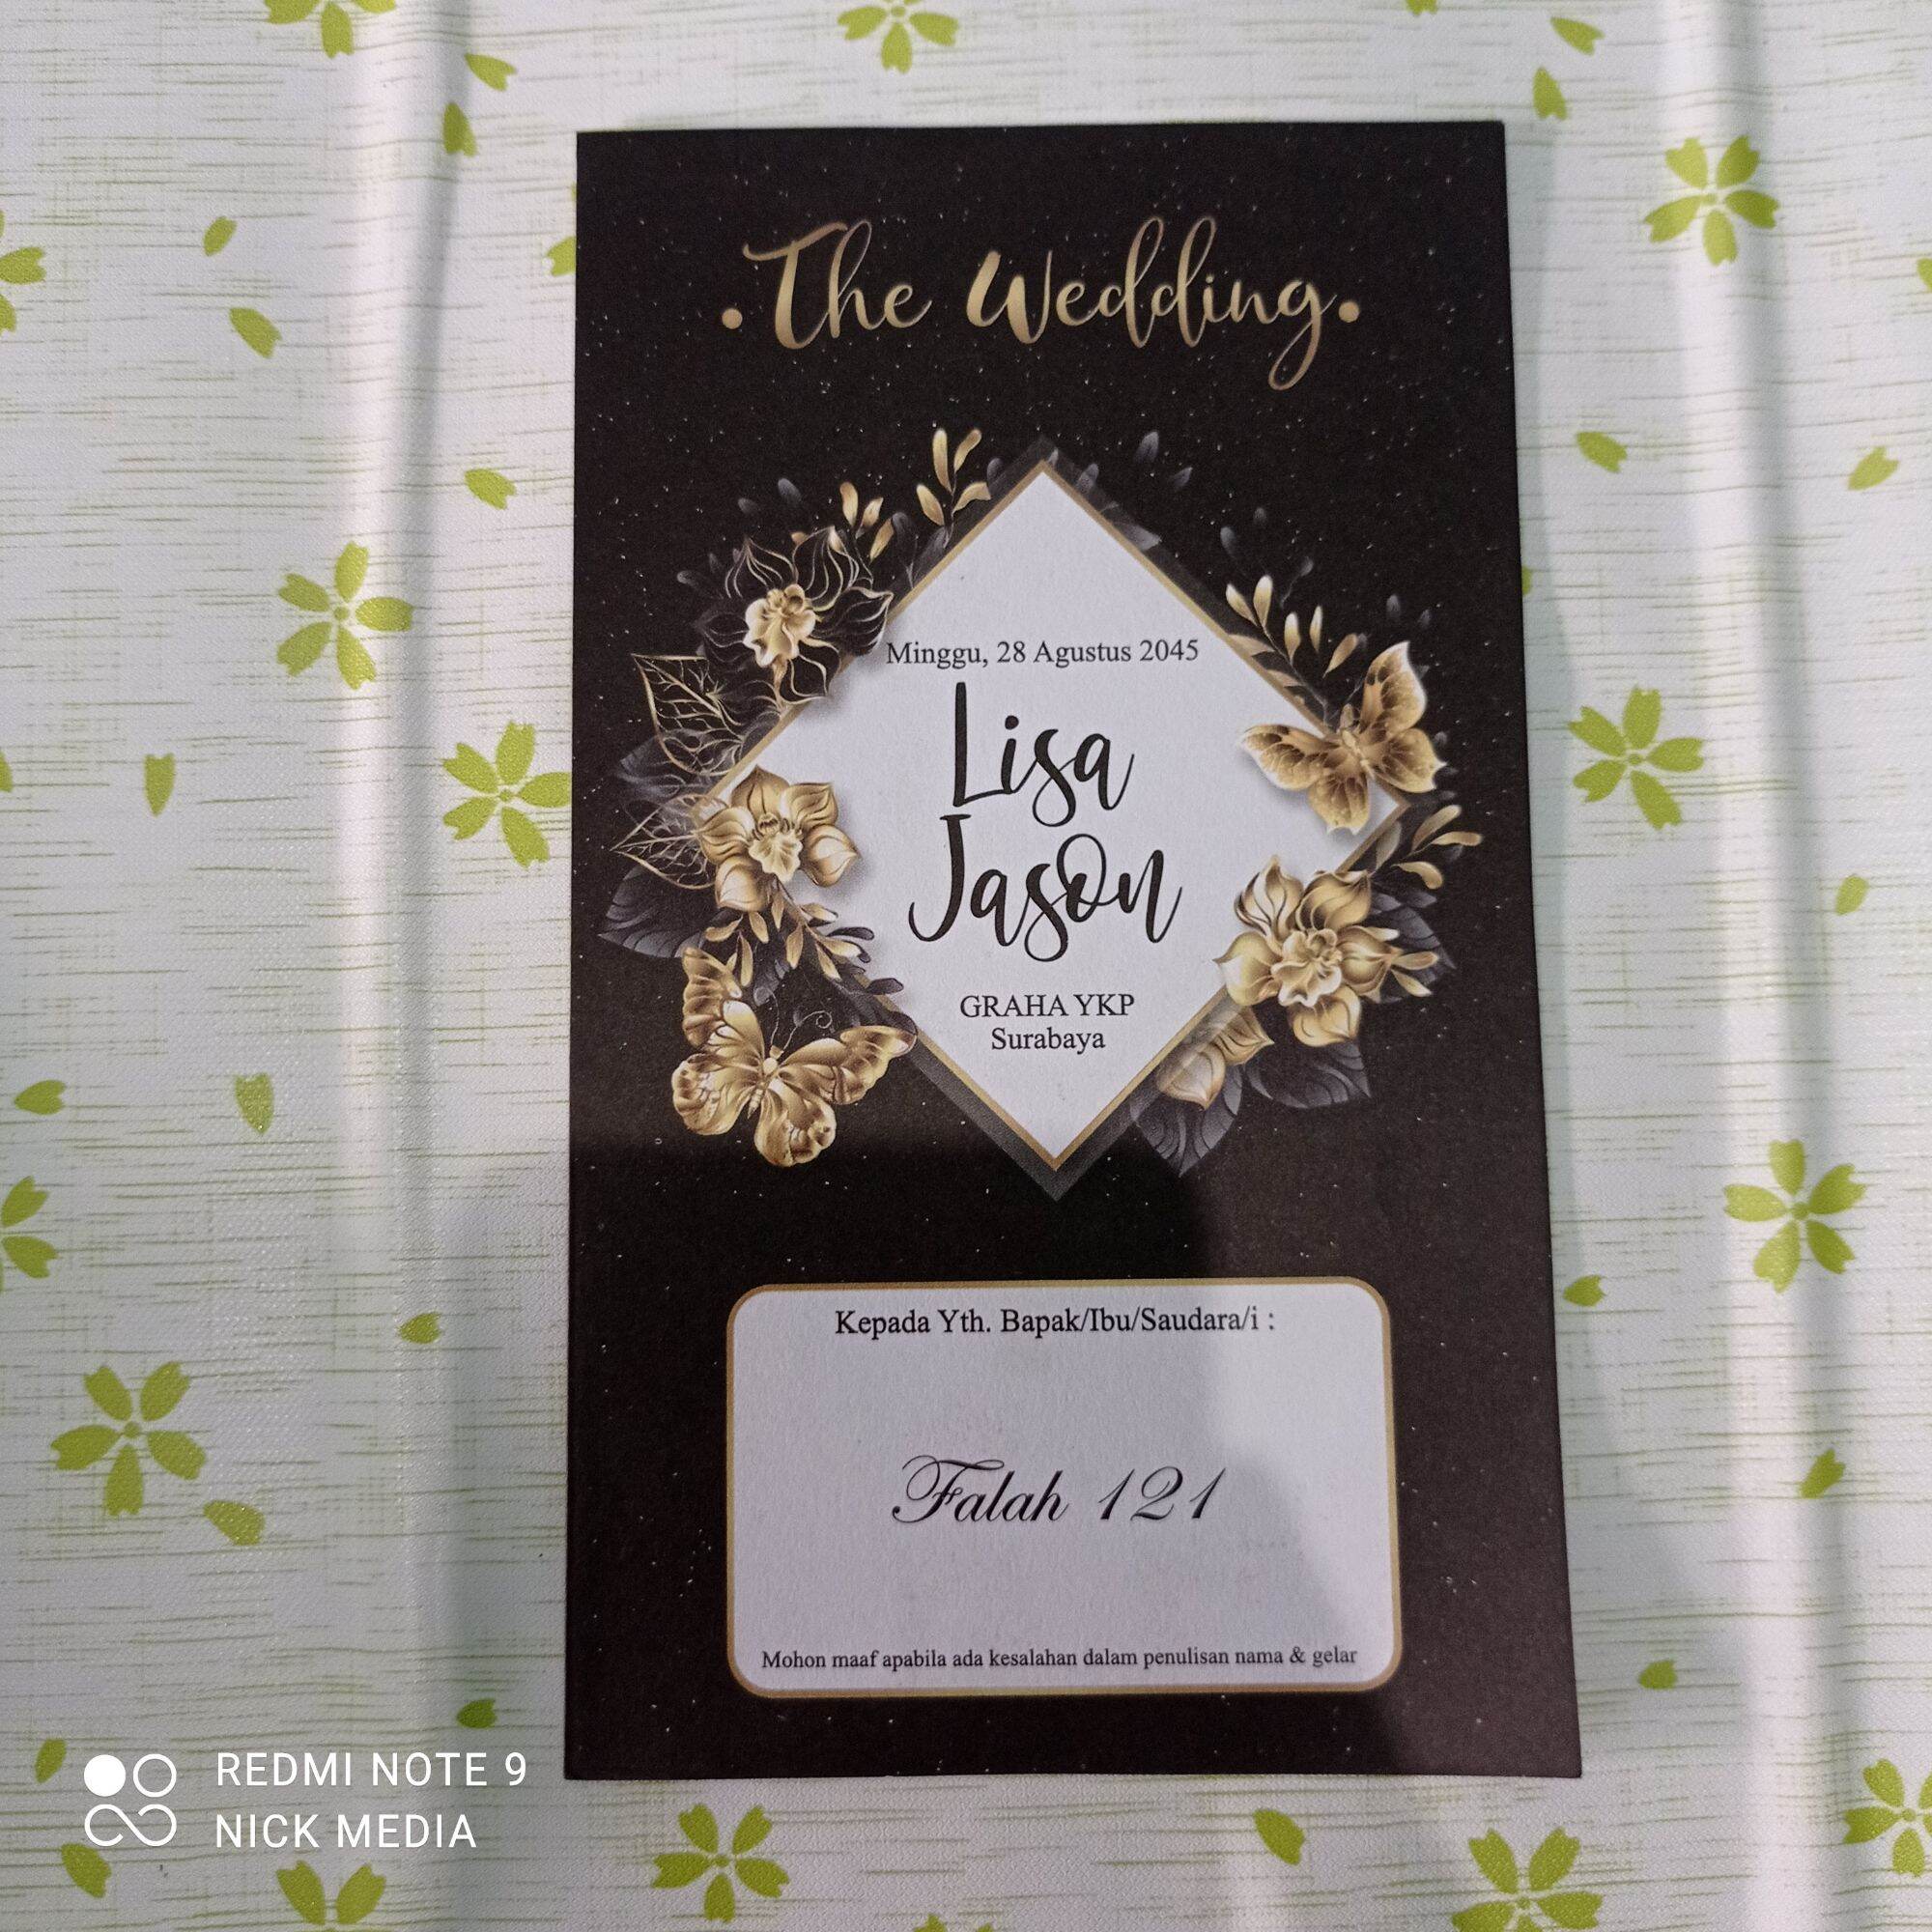 The Wedding
Minggu, 28 Agustus 2045
Lisa
Jason
GRAHA YKP
Surabaya
Kepada Yth. Bapak/Ibu/Saudara/i :
Falah 121
Mohon maaf apabila ada kesalahan dalam penulisan nama & gelar
REDMI NOTE 9
NICK MEDIA